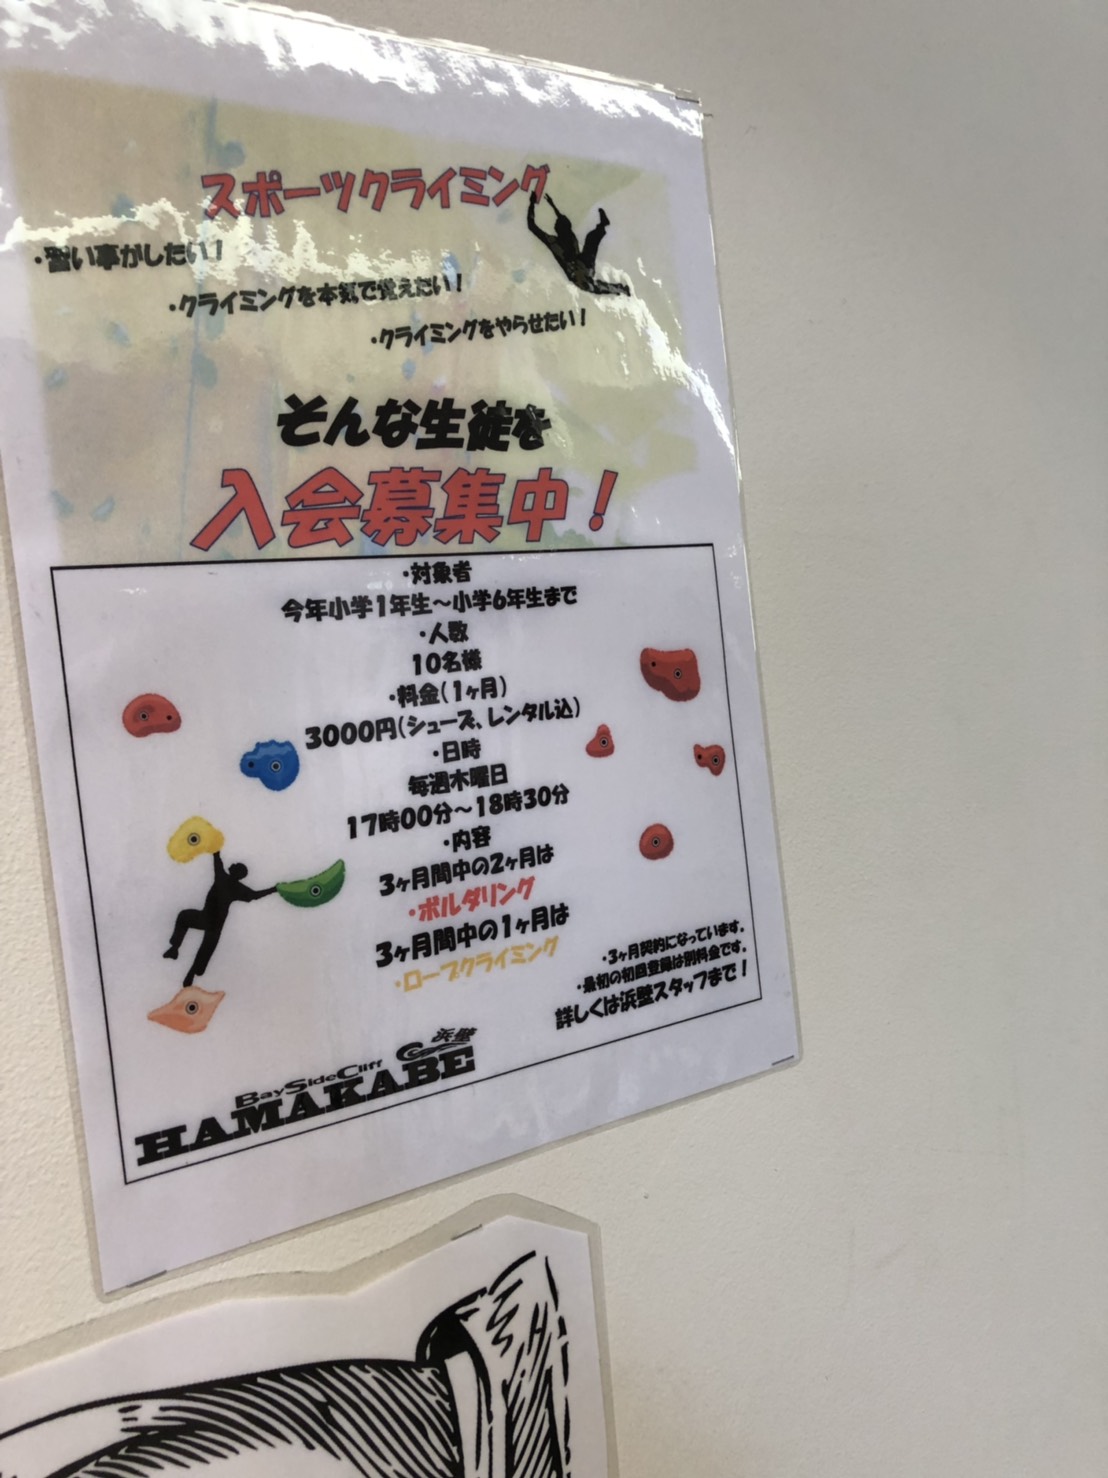 スポーツクライミング
・習い事がしたい！
・クライミングを本気で覚えたい！
・クライミングをやらせたい！
そんな生徒を
入会募集中！
・対象者
今年小学1年生～小学6年生まで
・人数
10名様
・料金(1ヶ月)
3000円(シューズ、レンタル込)
・日時
毎週木曜日
17時00分～18時30分
・内容
3ヶ月間中の2ヶ月は
・ボルダリング
3ヶ月間中の1ヶ月は
・ロープクライミング
・3ヶ月契約になっています。
・最初の初回登録は別料金です。
詳しくは浜壁スタッフまで！
浜壁
BaySideCliff
HAMAKABE